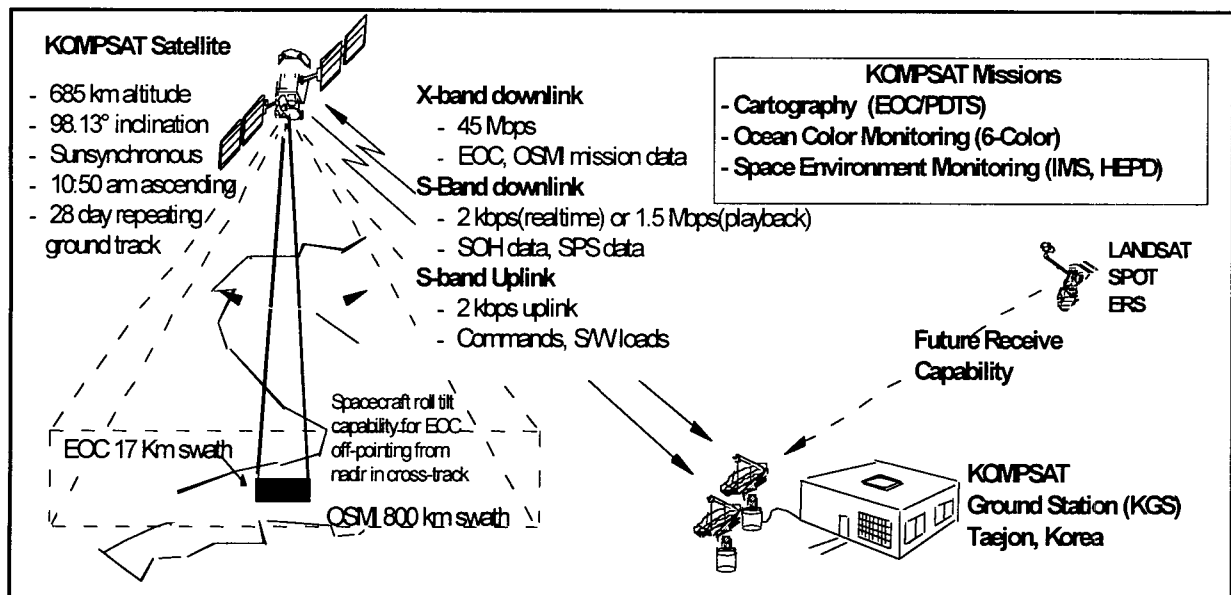 KOMPSAT Satellite
- 685 km altitude
- 98.13° inclination
- Sunsynchronous
- 10:50 am ascending
- 28 day repeating
ground track
X-band downlink
- 45 Mbps
- EOC, OSMI mission data
S-Band downlink
- 2 kbps(realtime) or 1.5 Mbps(playback)
- SOH data, SPS data
S-band Uplink
- 2 kbps uplink
- Commands, S/W loads
KOMPSAT Missions
- Cartography (EOC/PDTS)
- Ocean Color Monitoring (6-Color)
- Space Environment Monitoring (IMS, HEPD)
LANDSAT
SPOT
ERS
Future Receive
Capability
Spacecraft roll tilt
capability for EOC
off-pointing from
nadir in cross-track
EOC 17 Km swath
OSMI 800 km swath
KOMPSAT
Ground Station (KGS)
Taejon, Korea